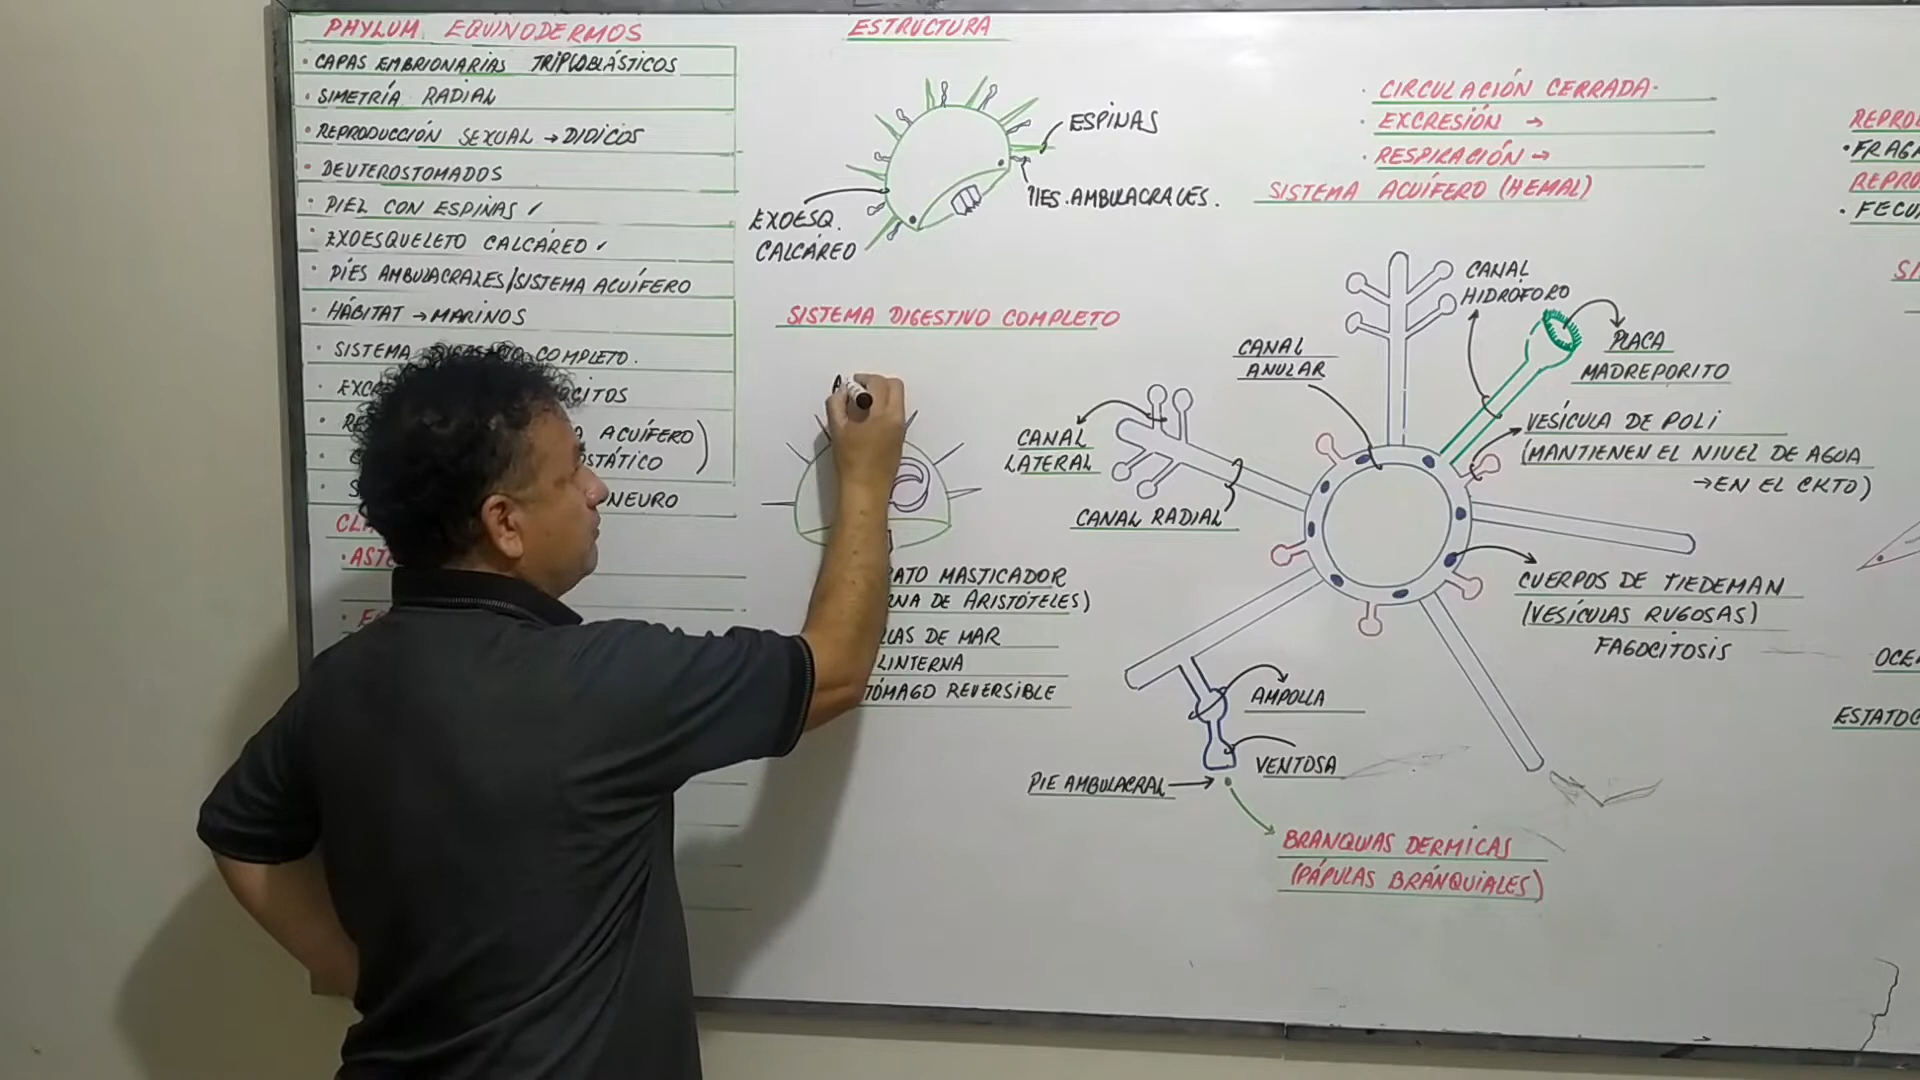 PHYLUM EQUINODERMOS
• CAPAS EMBRIONARIAS TRIPLOBLÁSTICOS
• SIMETRÍA RADIAL
• REPRODUCCIÓN SEXUAL → DIOICOS
• DEUTEROSTOMADOS
• PIEL CON ESPINAS ✓
• EXOESQUELETO CALCÁREO ✓
• PIES AMBULACRALES/SISTEMA ACUÍFERO
• HÁBITAT → MARINOS
• SISTEMA COMPLETO.
ACUÍFERO)
ESTRUCTURA
ESPINAS
PIES.AMBULACRALES.
EXOESQ.
CALCÁREO
SISTEMA DIGESTIVO COMPLETO
MASTICADOR
DE ARISTÓTELES)
DE MAR
LINTERNA
REVERSIBLE
• CIRCULACIÓN CERRADA.
• EXCRESIÓN →
• RESPIRACIÓN →
SISTEMA ACUÍFERO (HEMAL)
CANAL
HIDRÓFORO
PLACA
MADREPORITO
CANAL
ANULAR
VESÍCULA DE POLI
(MANTIENEN EL NIVEL DE AGUA
→ EN EL CKTO)
CANAL
LATERAL
CANAL RADIAL
CUERPOS DE TIEDEMAN
(VESÍCULAS RUGOSAS)
FAGOCITOSIS
AMPOLLA
VENTOSA
PIE AMBULACRAL
BRANQUIAS DERMICAS
(PÁPULAS BRANQUIALES)